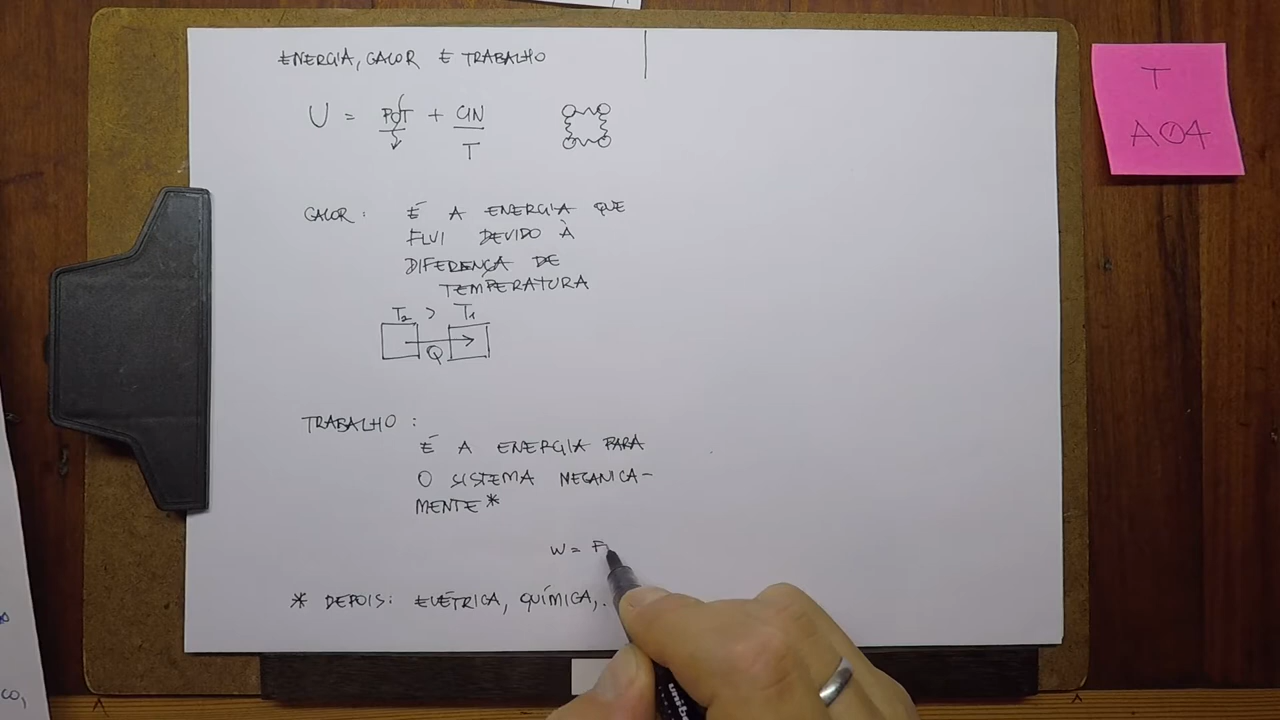 ENERGIA, CALOR E TRABALHO
U = POT + CIN
T
CALOR: É A ENERGIA QUE
FLUI DEVIDO À
DIFERENÇA DE
TEMPERATURA
T₂ > T₁
Q
TRABALHO:
É A ENERGIA PARA
O SISTEMA MECANICA-
MENTE*
W = F
* DEPOIS: ELÉTRICA, QUÍMICA,.
T
A04
co,